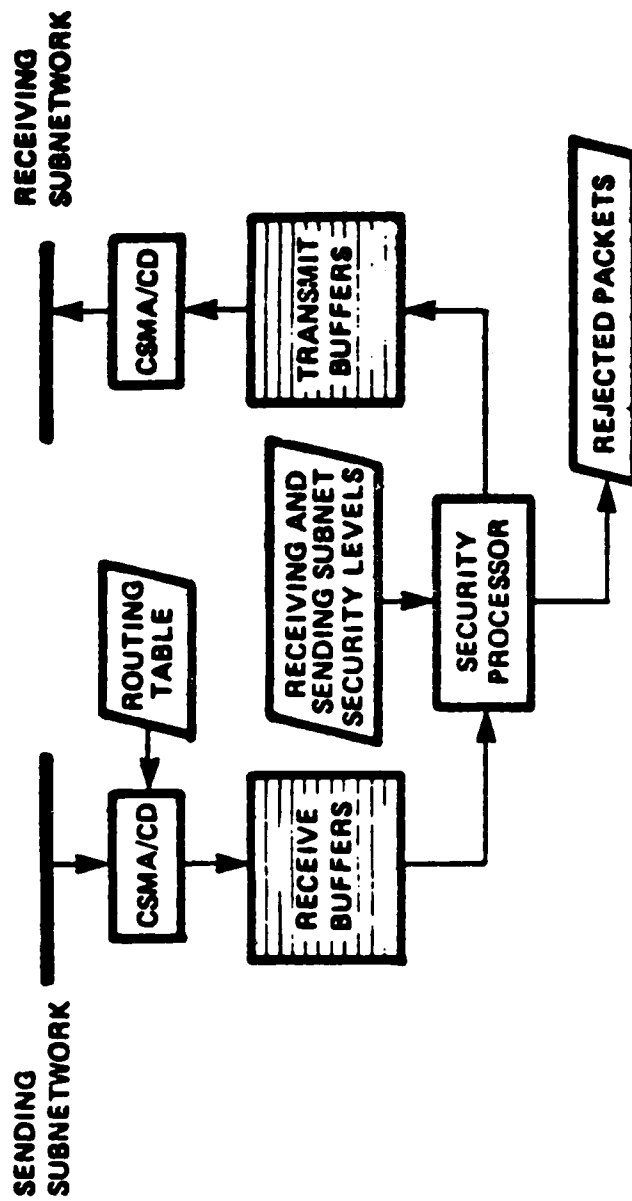 SENDING
SUBNETWORK
RECEIVING
SUBNETWORK
CSMA/CD
ROUTING
TABLE
CSMA/CD
RECEIVE
BUFFERS
RECEIVING AND
SENDING SUBNET
SECURITY LEVELS
TRANSMIT
BUFFERS
SECURITY
PROCESSOR
REJECTED PACKETS